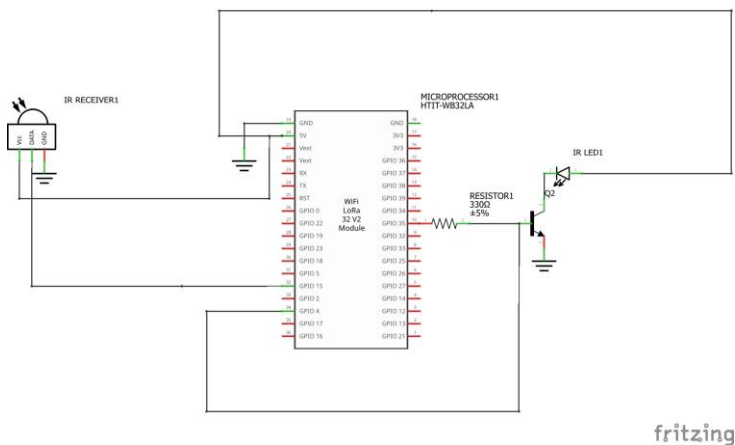 IR RECEIVER1
Vcc
DATA
GND
MICROPROCESSOR1
HTIT-WB32LA
GND
5V
Vext
Vext
RX
TX
RST
GPIO 0
GPIO 22
GPIO 19
GPIO 23
GPIO 18
GPIO 5
GPIO 15
GPIO 2
GPIO 4
GPIO 17
GPIO 16
WiFi
LoRa
32 V2
Module
GND
3V3
3V3
GPIO 36
GPIO 37
GPIO 38
GPIO 39
GPIO 34
GPIO 35
GPIO 32
GPIO 33
GPIO 25
GPIO 26
GPIO 27
GPIO 14
GPIO 12
GPIO 13
GPIO 21
RESISTOR1
330Ω
±5%
IR LED1
Q2
fritzing